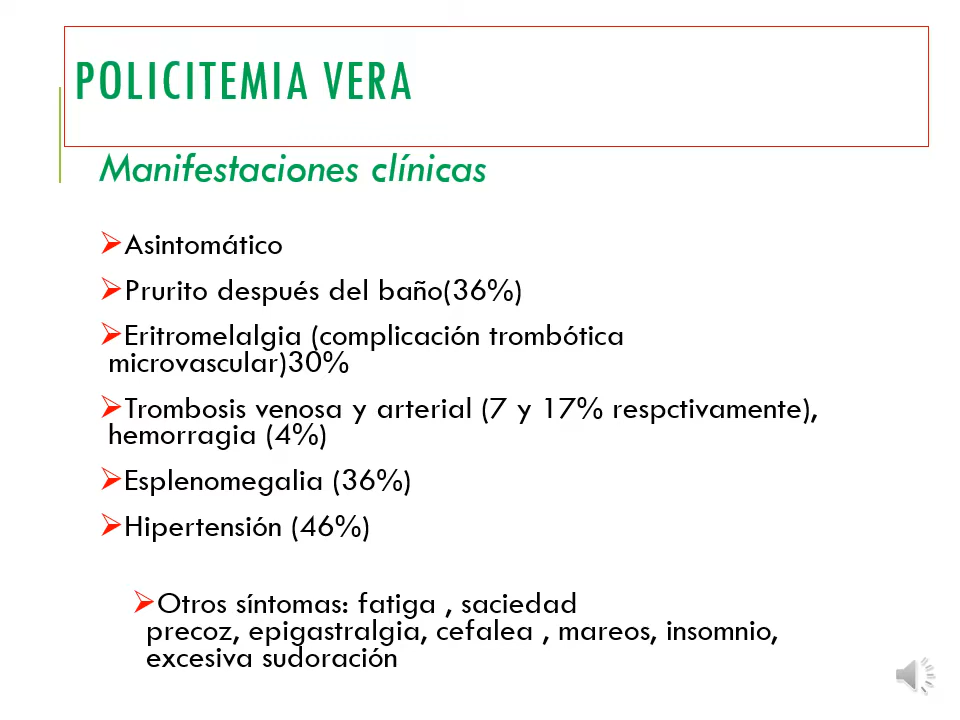 POLICITEMIA VERA
Manifestaciones clínicas
Asintomático
Prurito después del baño(36%)
Eritromelalgia (complicación trombótica
microvascular)30%
Trombosis venosa y arterial (7 y 17% respctivamente),
hemorragia (4%)
Esplenomegalia (36%)
Hipertensión (46%)
Otros síntomas: fatiga , saciedad
precoz, epigastralgia, cefalea , mareos, insomnio,
excesiva sudoración